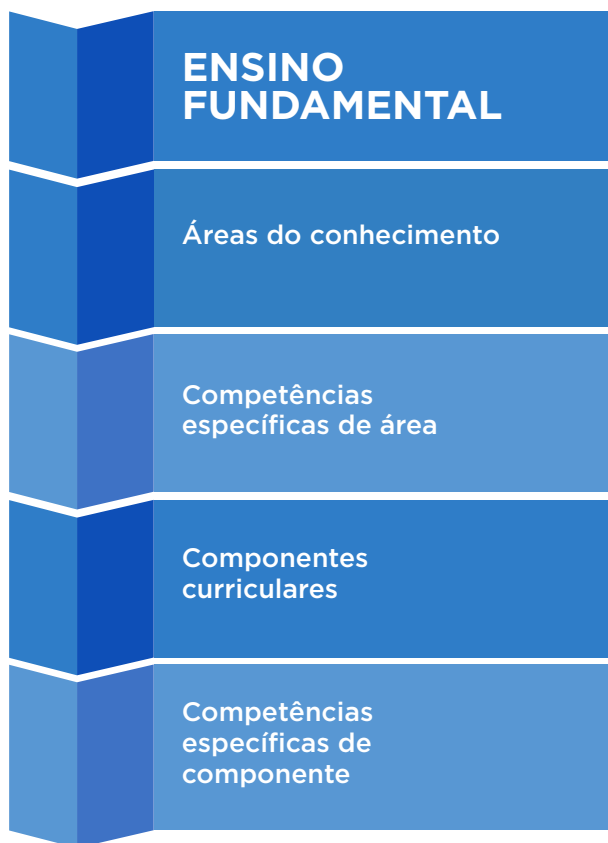 ENSINO
FUNDAMENTAL
Áreas do conhecimento
Competências
específicas de área
Componentes
curriculares
Competências
específicas de
componente